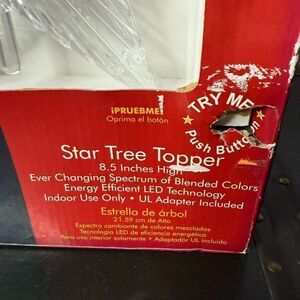 ¡PRUEBME!
Oprima el botón
TRY ME!
Push Button
Star Tree Topper
8.5 Inches High
Ever Changing Spectrum of Blended Colors
Energy Efficient LED Technology
Indoor Use Only • UL Adapter Included
Estrella de árbol
21.59 cm de Alto
Espectro cambiante de colores mezclados
Tecnología LED de eficiencia energética
Para uso interior solamente • Adaptador UL incluido